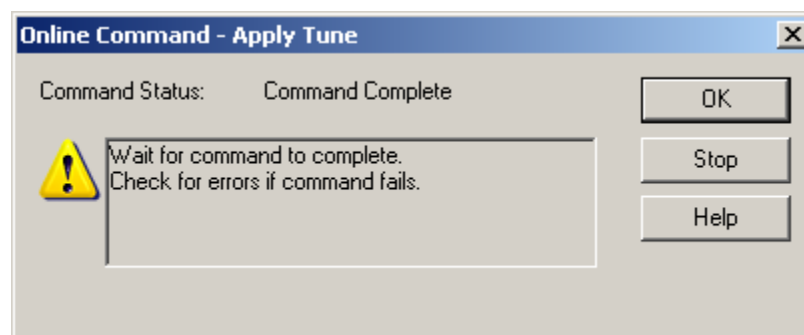 Online Command - Apply Tune
Command Status: Command Complete
OK
Wait for command to complete.
Check for errors if command fails.
Stop
Help